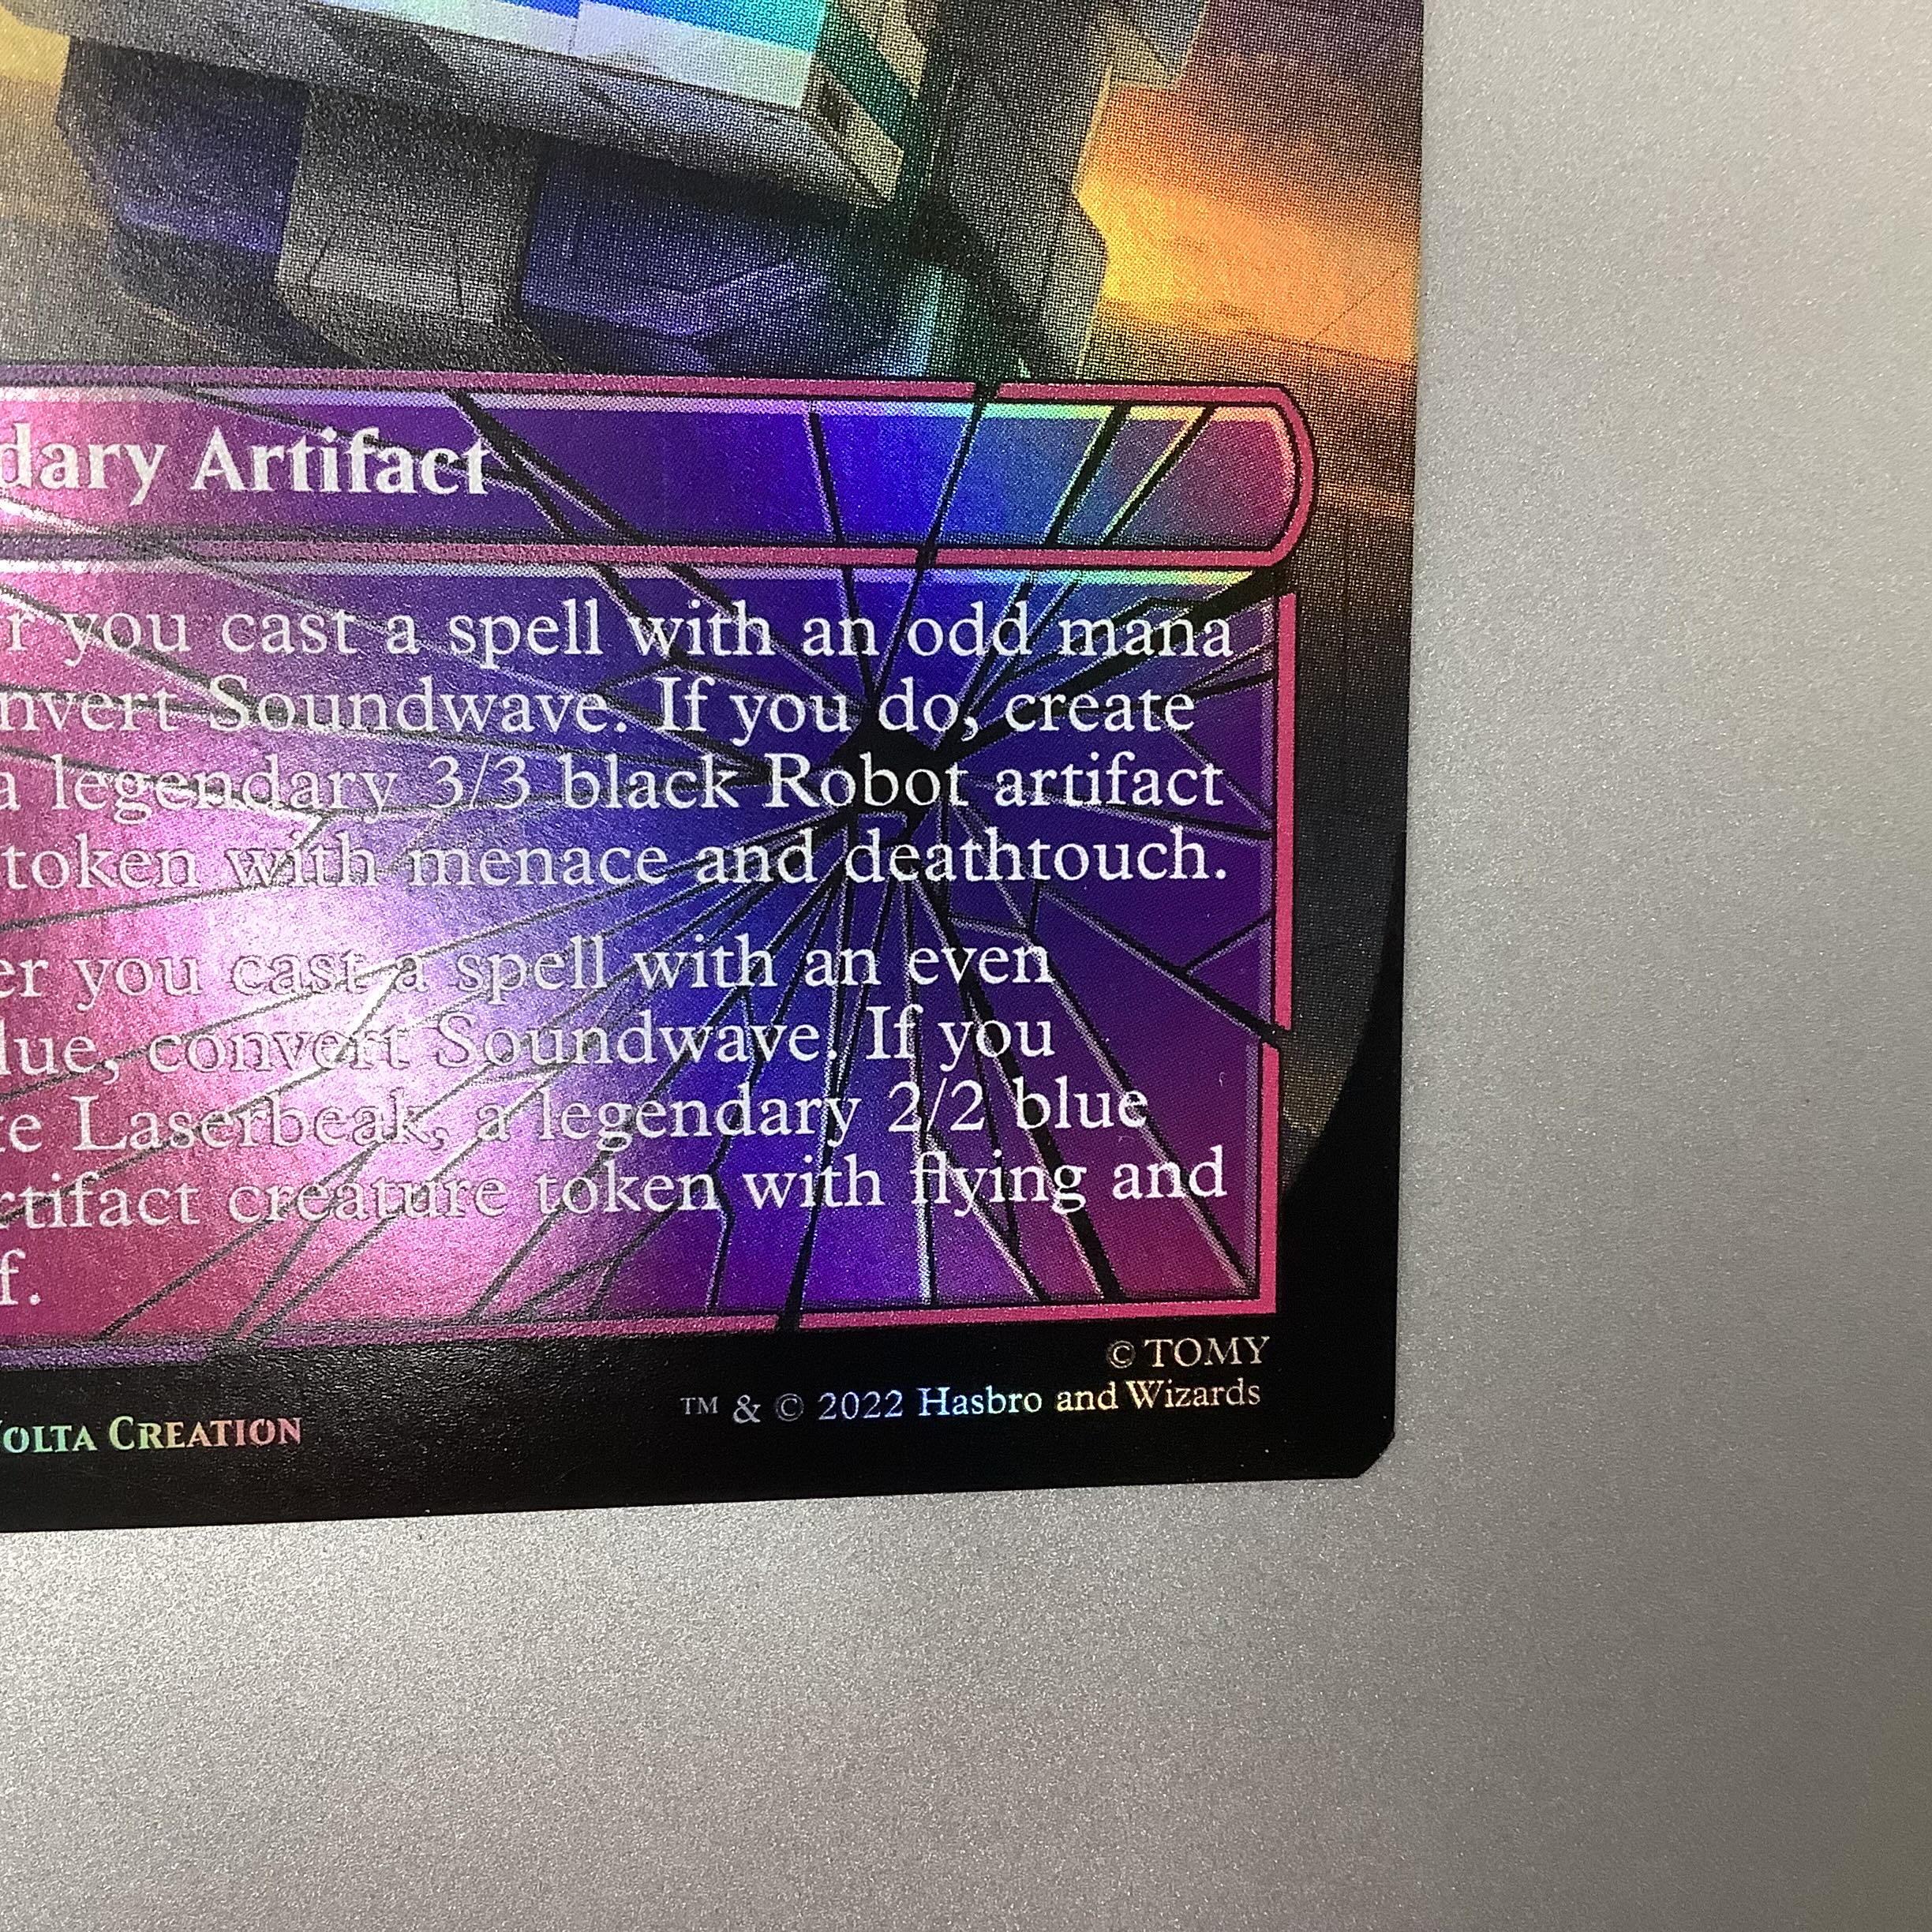 dary Artifact
r you cast a spell with an odd mana
nvert Soundwave. If you do, create
a legendary 3/3 black Robot artifact
token with menace and deathtouch.
er you cast a spell with an even
lue, convert Soundwave. If you
te Laserbeak, a legendary 2/2 blue
rtifact creature token with flying and
f.
© TOMY
™ & © 2022 Hasbro and Wizards
VOLTA CREATION